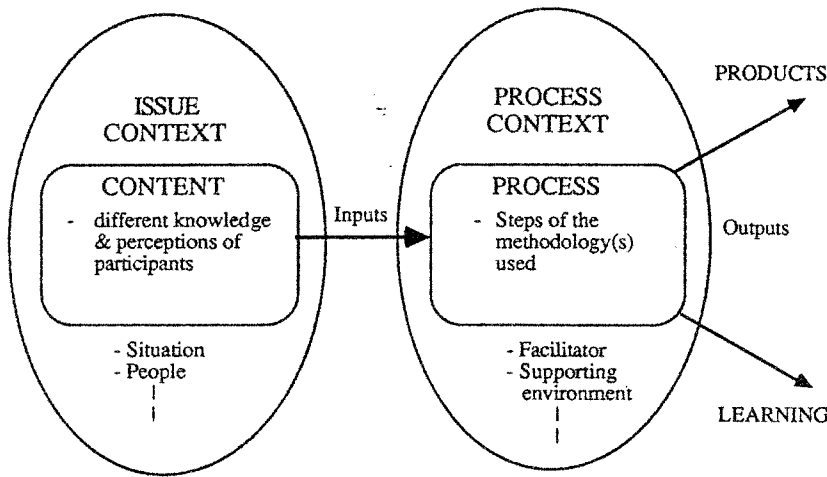 ISSUE
CONTEXT
CONTENT
- different knowledge
& perceptions of
participants
- Situation
- People
Inputs
PROCESS
CONTEXT
PROCESS
- Steps of the
methodology(s)
used
- Facilitator
- Supporting
environment
PRODUCTS
Outputs
LEARNING